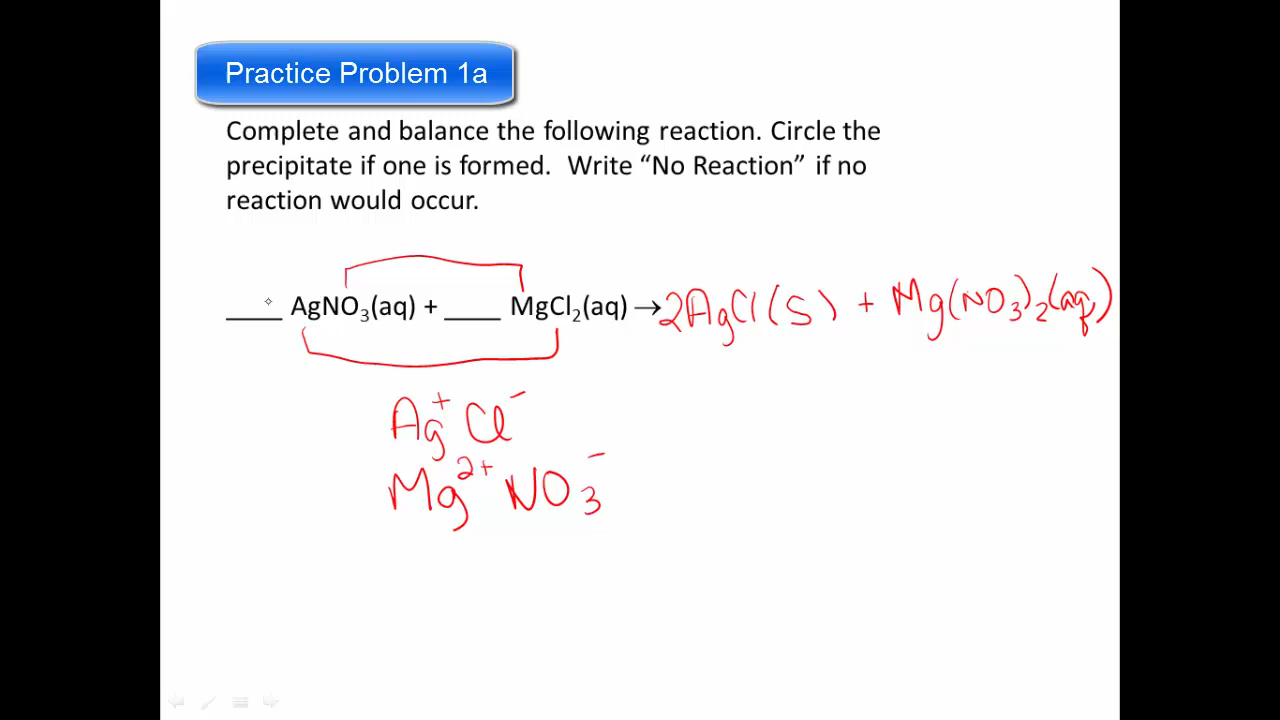 Practice Problem 1a
Complete and balance the following reaction. Circle the
precipitate if one is formed.  Write “No Reaction” if no
reaction would occur.
____ AgNO₃(aq) + ____ MgCl₂(aq) → 2AgCl(s) + Mg(NO₃)₂(aq)
Ag⁺ Cl⁻
Mg²⁺ NO₃⁻